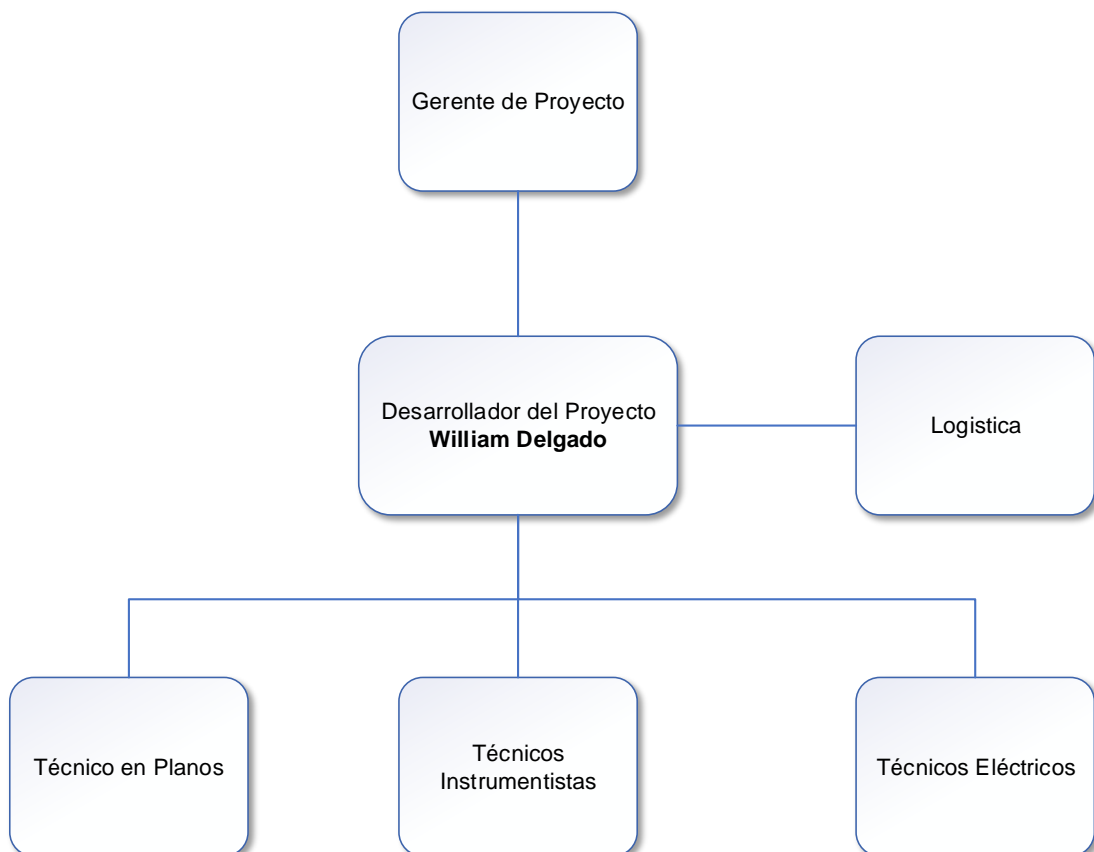 Gerente de Proyecto
Desarrollador del Proyecto
William Delgado
Logistica
Técnico en Planos
Técnicos
Instrumentistas
Técnicos Eléctricos